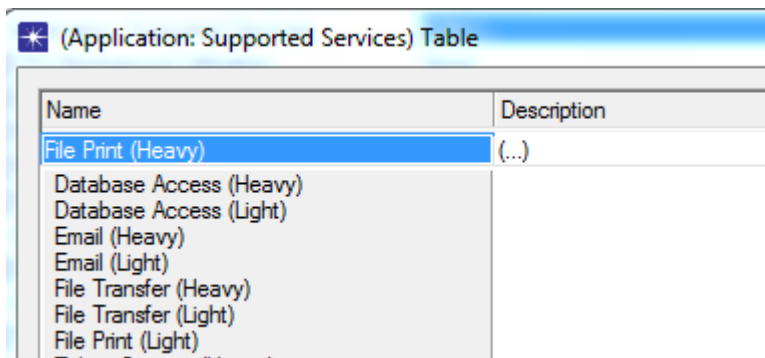 (Application: Supported Services) Table
Name Description
File Print (Heavy) (...)
Database Access (Heavy)
Database Access (Light)
Email (Heavy)
Email (Light)
File Transfer (Heavy)
File Transfer (Light)
File Print (Light)